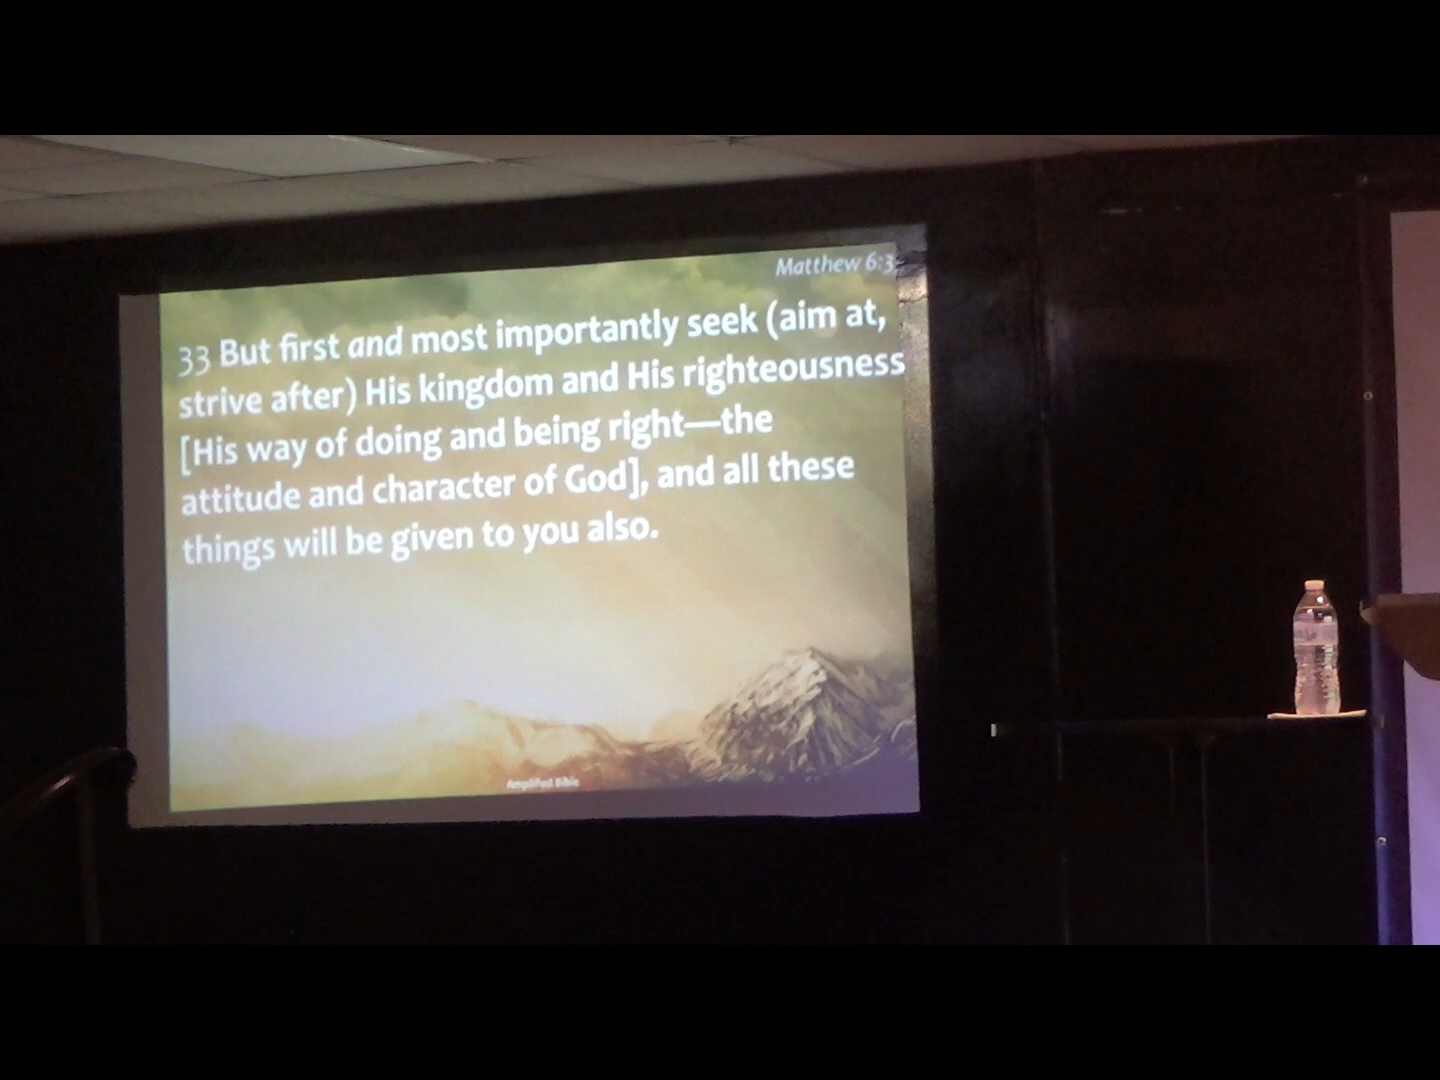 Matthew 6:3
33 But first and most importantly seek (aim at,
strive after) His kingdom and His righteousness
[His way of doing and being right—the
attitude and character of God], and all these
things will be given to you also.
Amplified Bible